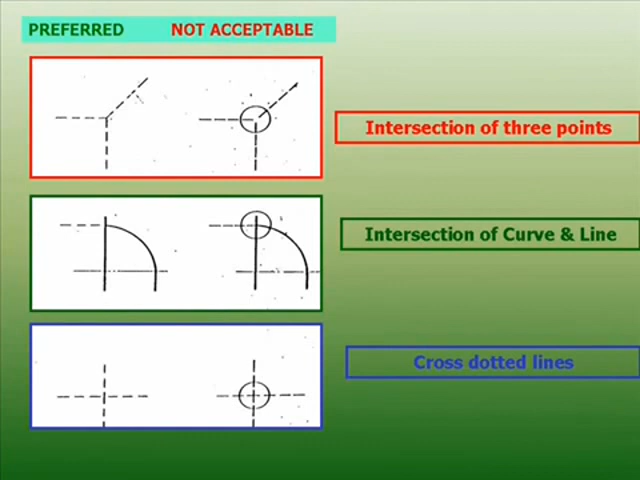 PREFERRED NOT ACCEPTABLE
Intersection of three points
Intersection of Curve & Line
Cross dotted lines